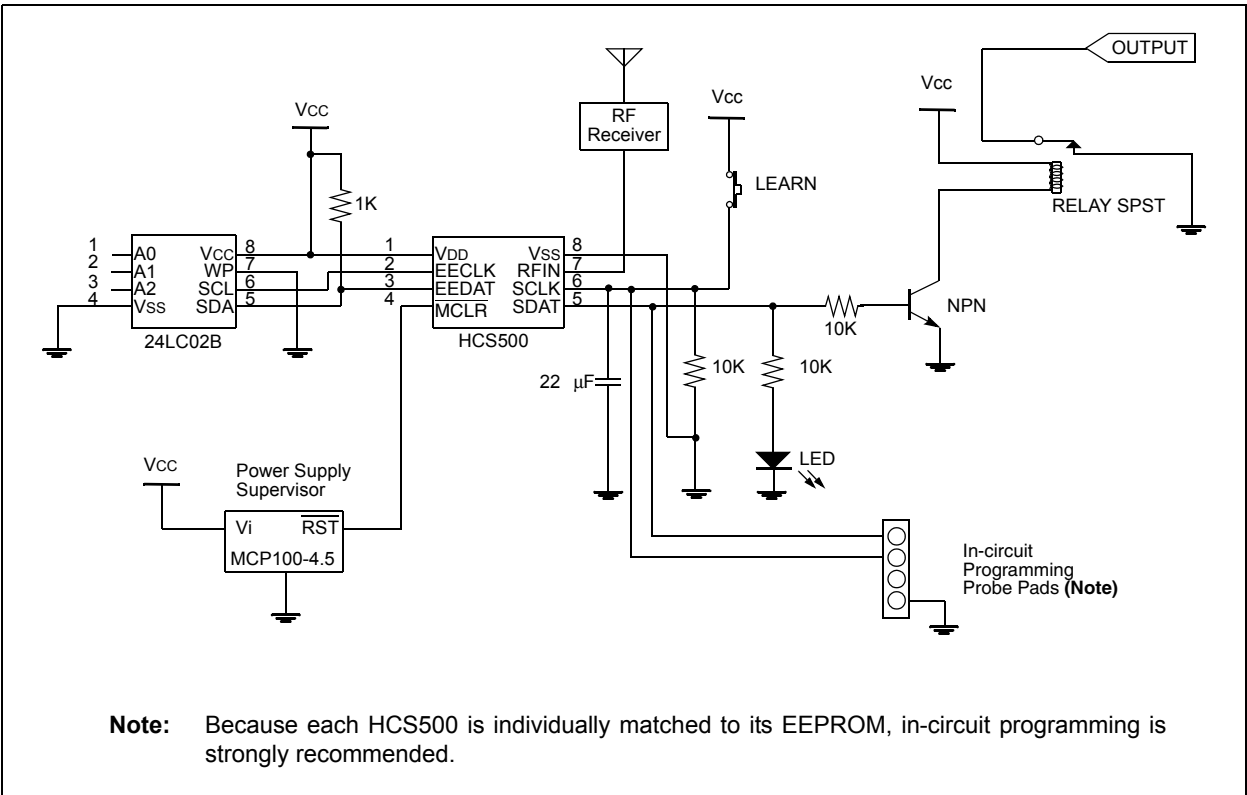 OUTPUT
Vcc
RF
Receiver
Vcc
VCC
LEARN
1K
RELAY SPST
1 A0 VCC 8
2 A1 WP 7
3 A2 SCL 6
4 VSS SDA 5
24LC02B
1 VDD VSS 8
2 EECLK RFIN 7
3 EEDAT SCLK 6
4 MCLR SDAT 5
HCS500
NPN
10K
22 μF
10K
10K
LED
VCC
Power Supply
Supervisor
Vi RST
MCP100-4.5
In-circuit
Programming
Probe Pads (Note)
Note: Because each HCS500 is individually matched to its EEPROM, in-circuit programming is
strongly recommended.